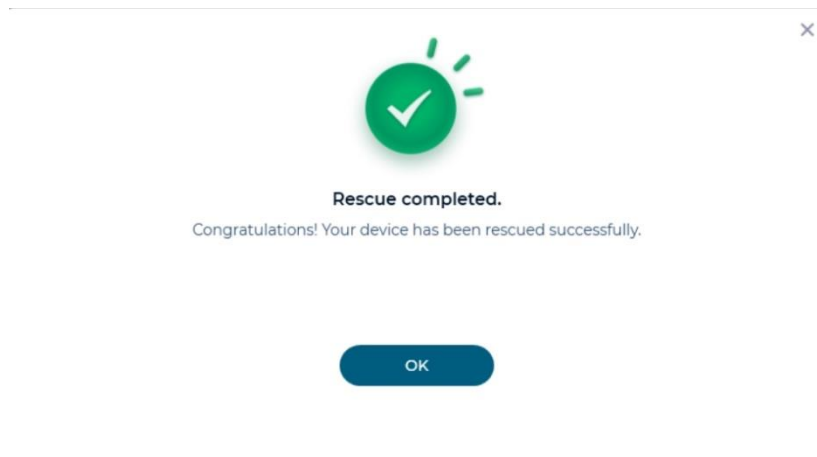 Rescue completed.
Congratulations! Your device has been rescued successfully.
OK